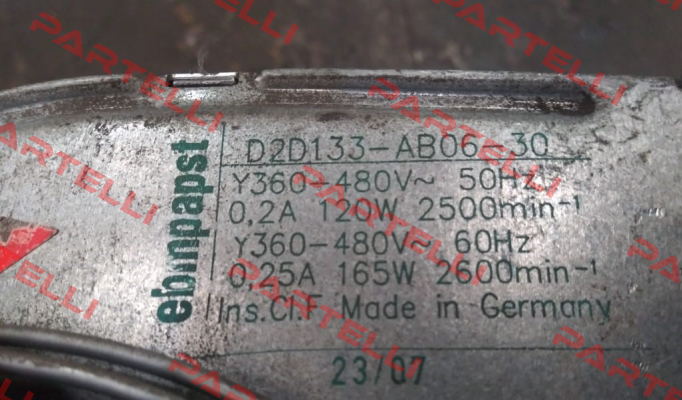 ebmpapst
D2D133-AB06-30
Y360-480V~ 50Hz
0,2A 120W 2500min-1
Y360-480V~ 60Hz
0,25A 165W 2600min-1
Ins.Cl.F Made in Germany
23/07
PARTELLI
PARTELLI
PARTELLI
PARTELLI
PARTELLI
PARTELLI